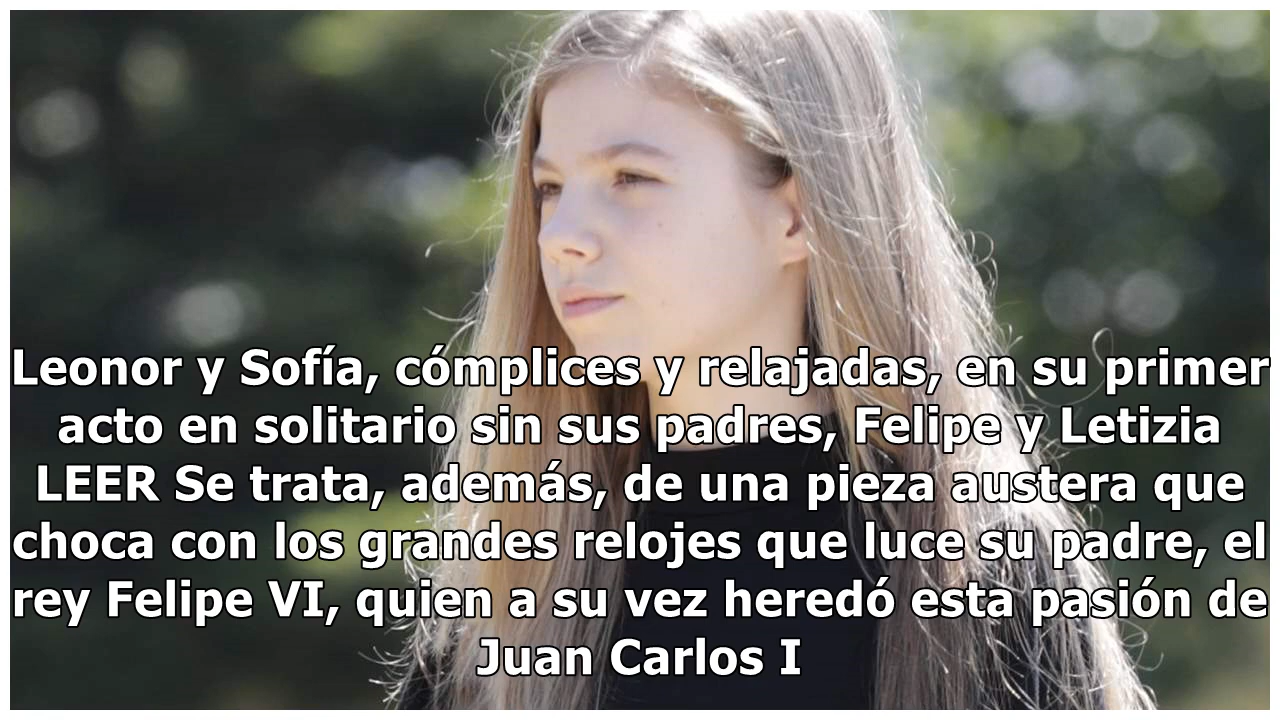 Leonor y Sofía, cómplices y relajadas, en su primer
acto en solitario sin sus padres, Felipe y Letizia
LEER Se trata, además, de una pieza austera que
choca con los grandes relojes que luce su padre, el
rey Felipe VI, quien a su vez heredó esta pasión de
Juan Carlos I